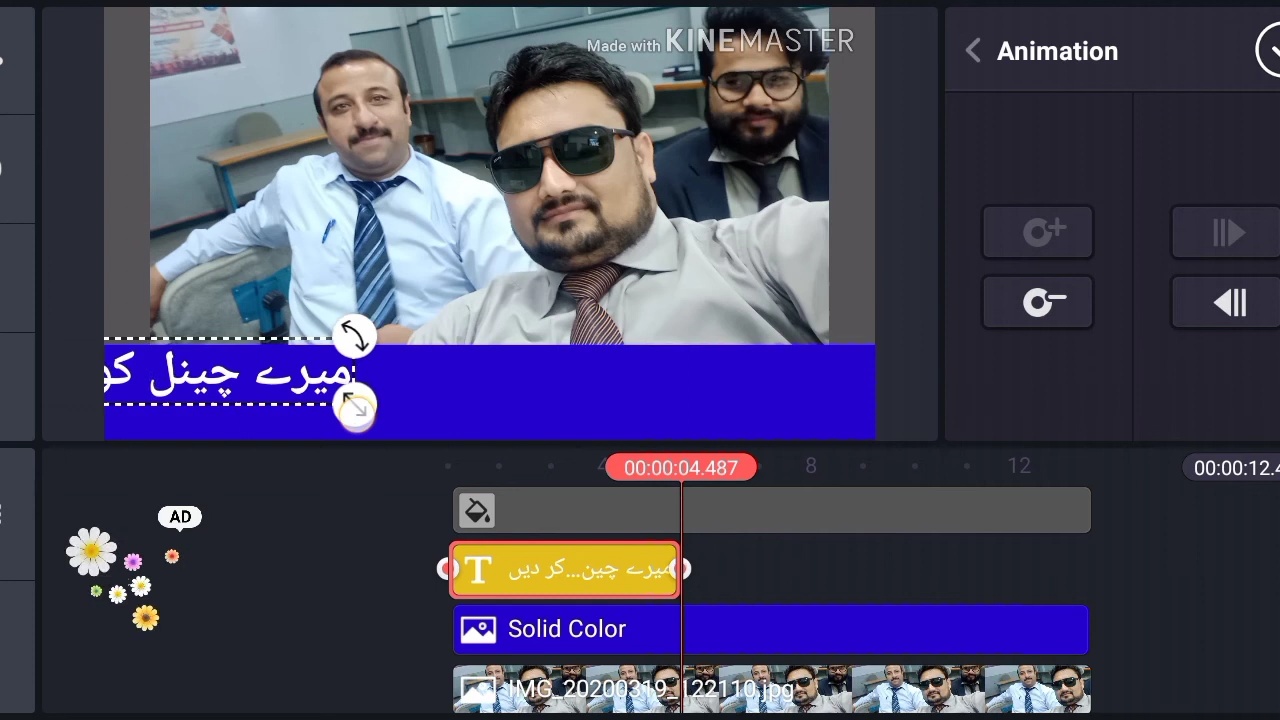 Made with KINEMASTER
Animation
میرے چینل کو
4 00:00:04.487 8 12 00:00:12.4
AD
میرے چین...کر دیں
Solid Color
IMG_20200319_122110.jpg